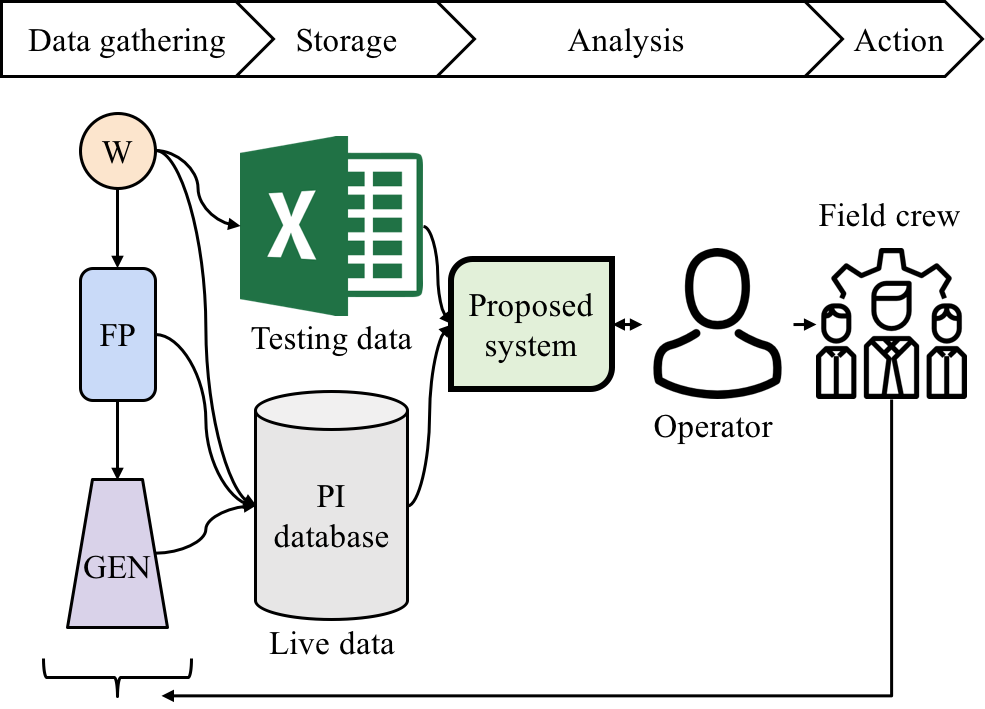 Data gathering
Storage
Analysis
Action
W
X
Testing data
Field crew
FP
Proposed
system
Operator
PI
database
GEN
Live data